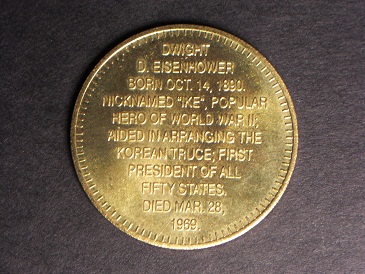 DWIGHT
D. EISENHOWER
BORN OCT. 14, 1890.
NICKNAMED "IKE", POPULAR
HERO OF WORLD WAR II;
AIDED IN ARRANGING THE
KOREAN TRUCE; FIRST
PRESIDENT OF ALL
FIFTY STATES.
DIED MAR. 28,
1969.